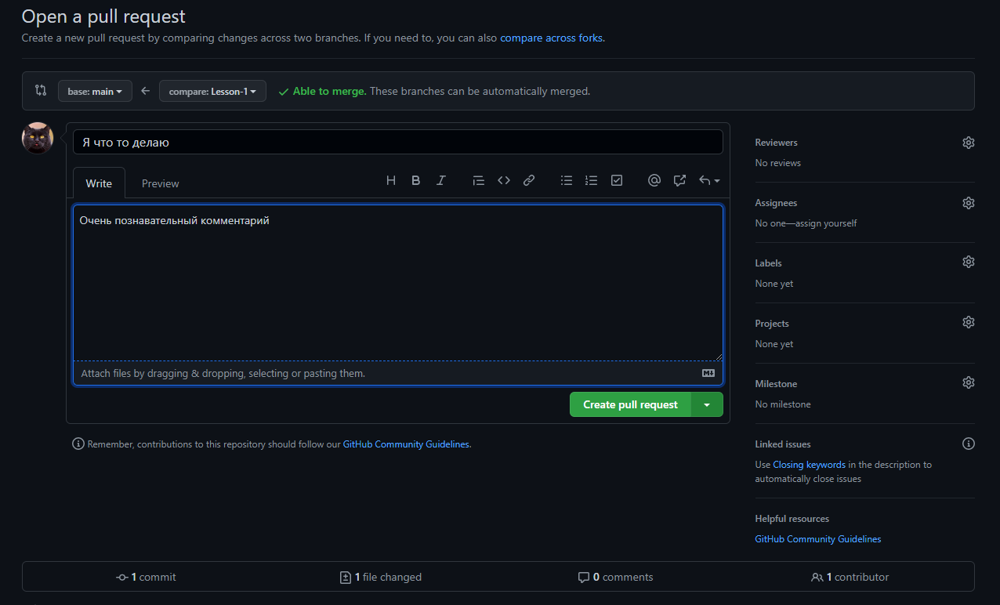 Open a pull request
Create a new pull request by comparing changes across two branches. If you need to, you can also compare across forks.
base: main
compare: Lesson-1
Able to merge. These branches can be automatically merged.
Я что то делаю
Write
Preview
Очень познавательный комментарий
Attach files by dragging & dropping, selecting or pasting them.
Create pull request
Remember, contributions to this repository should follow our GitHub Community Guidelines.
Reviewers
No reviews
Assignees
No one—assign yourself
Labels
None yet
Projects
None yet
Milestone
No milestone
Linked issues
Use Closing keywords in the description to
automatically close issues
Helpful resources
GitHub Community Guidelines
1 commit
1 file changed
0 comments
1 contributor